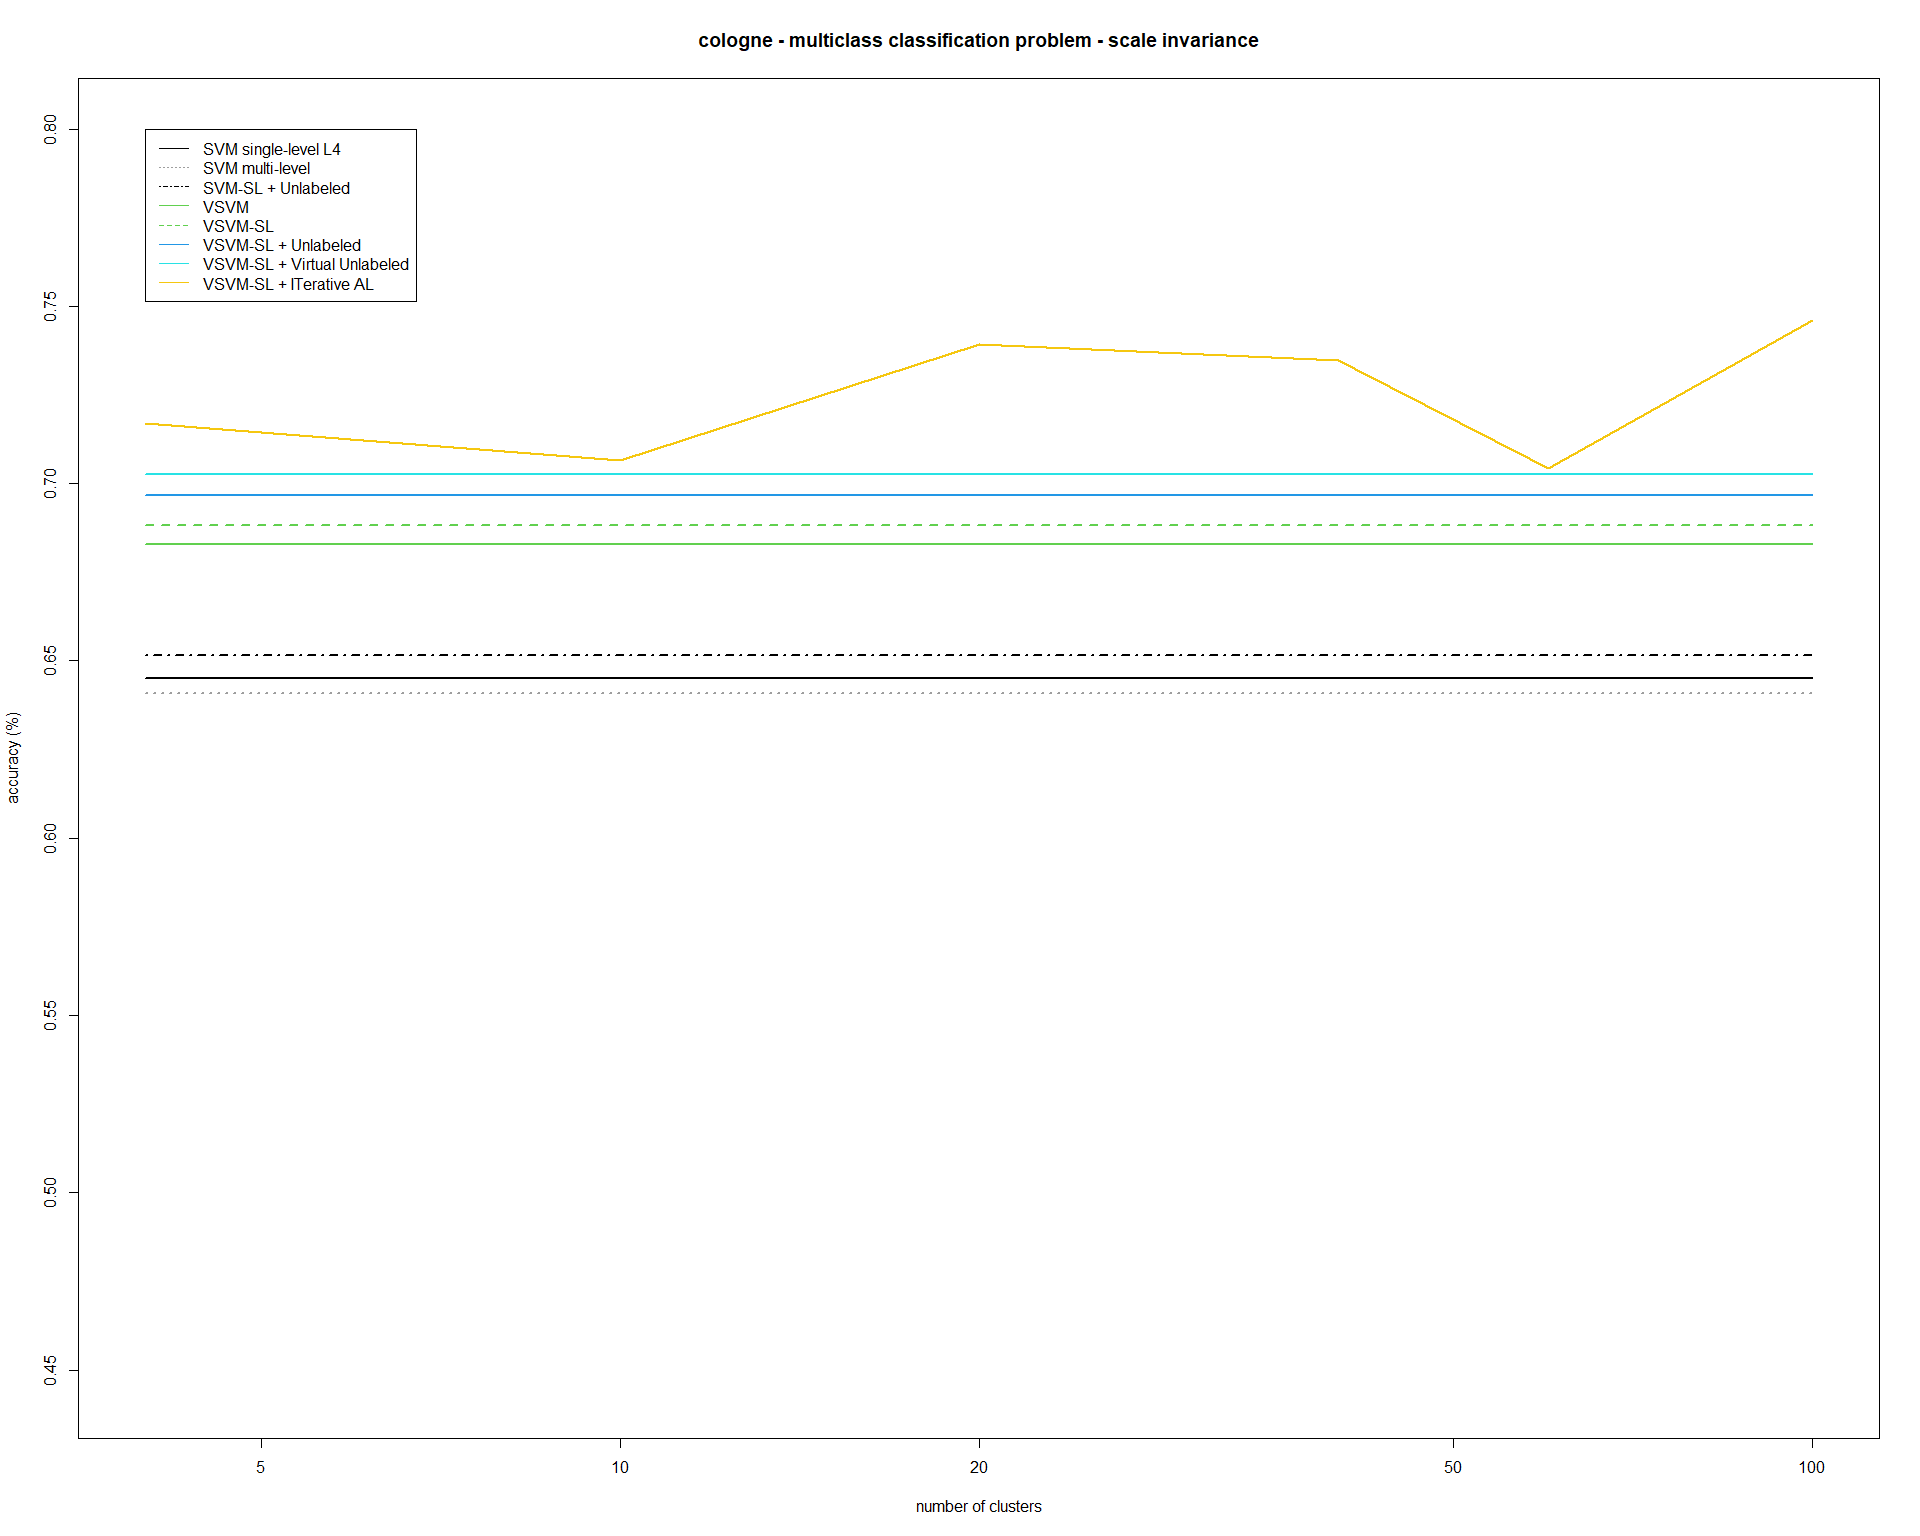 cologne - multiclass classification problem - scale invariance
0.80
0.75
0.70
0.65
0.60
0.55
0.50
0.45
accuracy (%)
SVM single-level L4
SVM multi-level
SVM-SL + Unlabeled
VSVM
VSVM-SL
VSVM-SL + Unlabeled
VSVM-SL + Virtual Unlabeled
VSVM-SL + ITerative AL
5 10 20 50 100
number of clusters